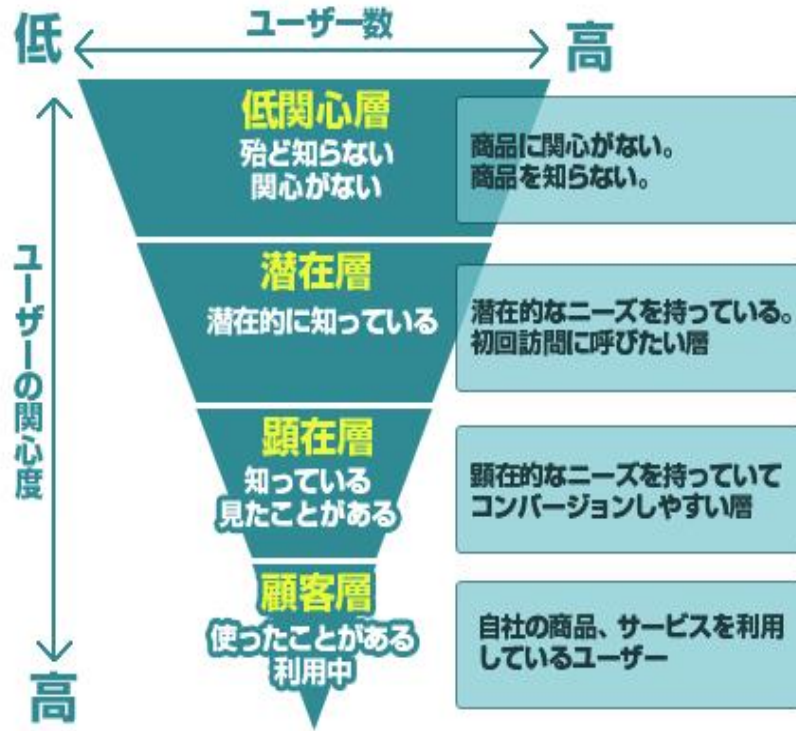 低
ユーザー数
高
ユーザーの関心度
高
低関心層
殆ど知らない
関心がない
商品に関心がない。
商品を知らない。
潜在層
潜在的に知っている
潜在的なニーズを持っている。
初回訪問に呼びたい層
顕在層
知っている
見たことがある
顕在的なニーズを持っていて
コンバージョンしやすい層
顧客層
使ったことがある
利用中
自社の商品、サービスを利用
しているユーザー